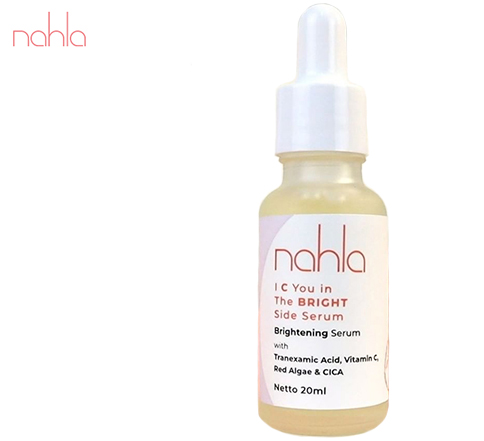 nahla
nahla
I C You in
The BRIGHT
Side Serum
Brightening Serum
with
Tranexamic Acid, Vitamin C,
Red Algae & CICA
Netto 20ml